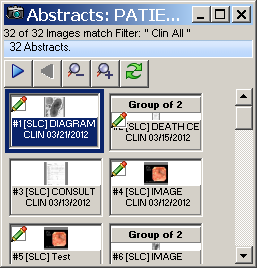 Abstracts: PATIE
32 of 32 Images match Filter: " Clin All "
32 Abstracts.
#1 [SLC] DIAGRAM
CLIN 03/21/2012
Group of 2
#2 [SLC] DEATH CE
CLIN 03/15/2012
#3 [SLC] CONSULT
CLIN 03/13/2012
#4 [SLC] IMAGE
CLIN 03/12/2012
#5 [SLC] Test
Group of 2
#6 [SLC] IMAGE